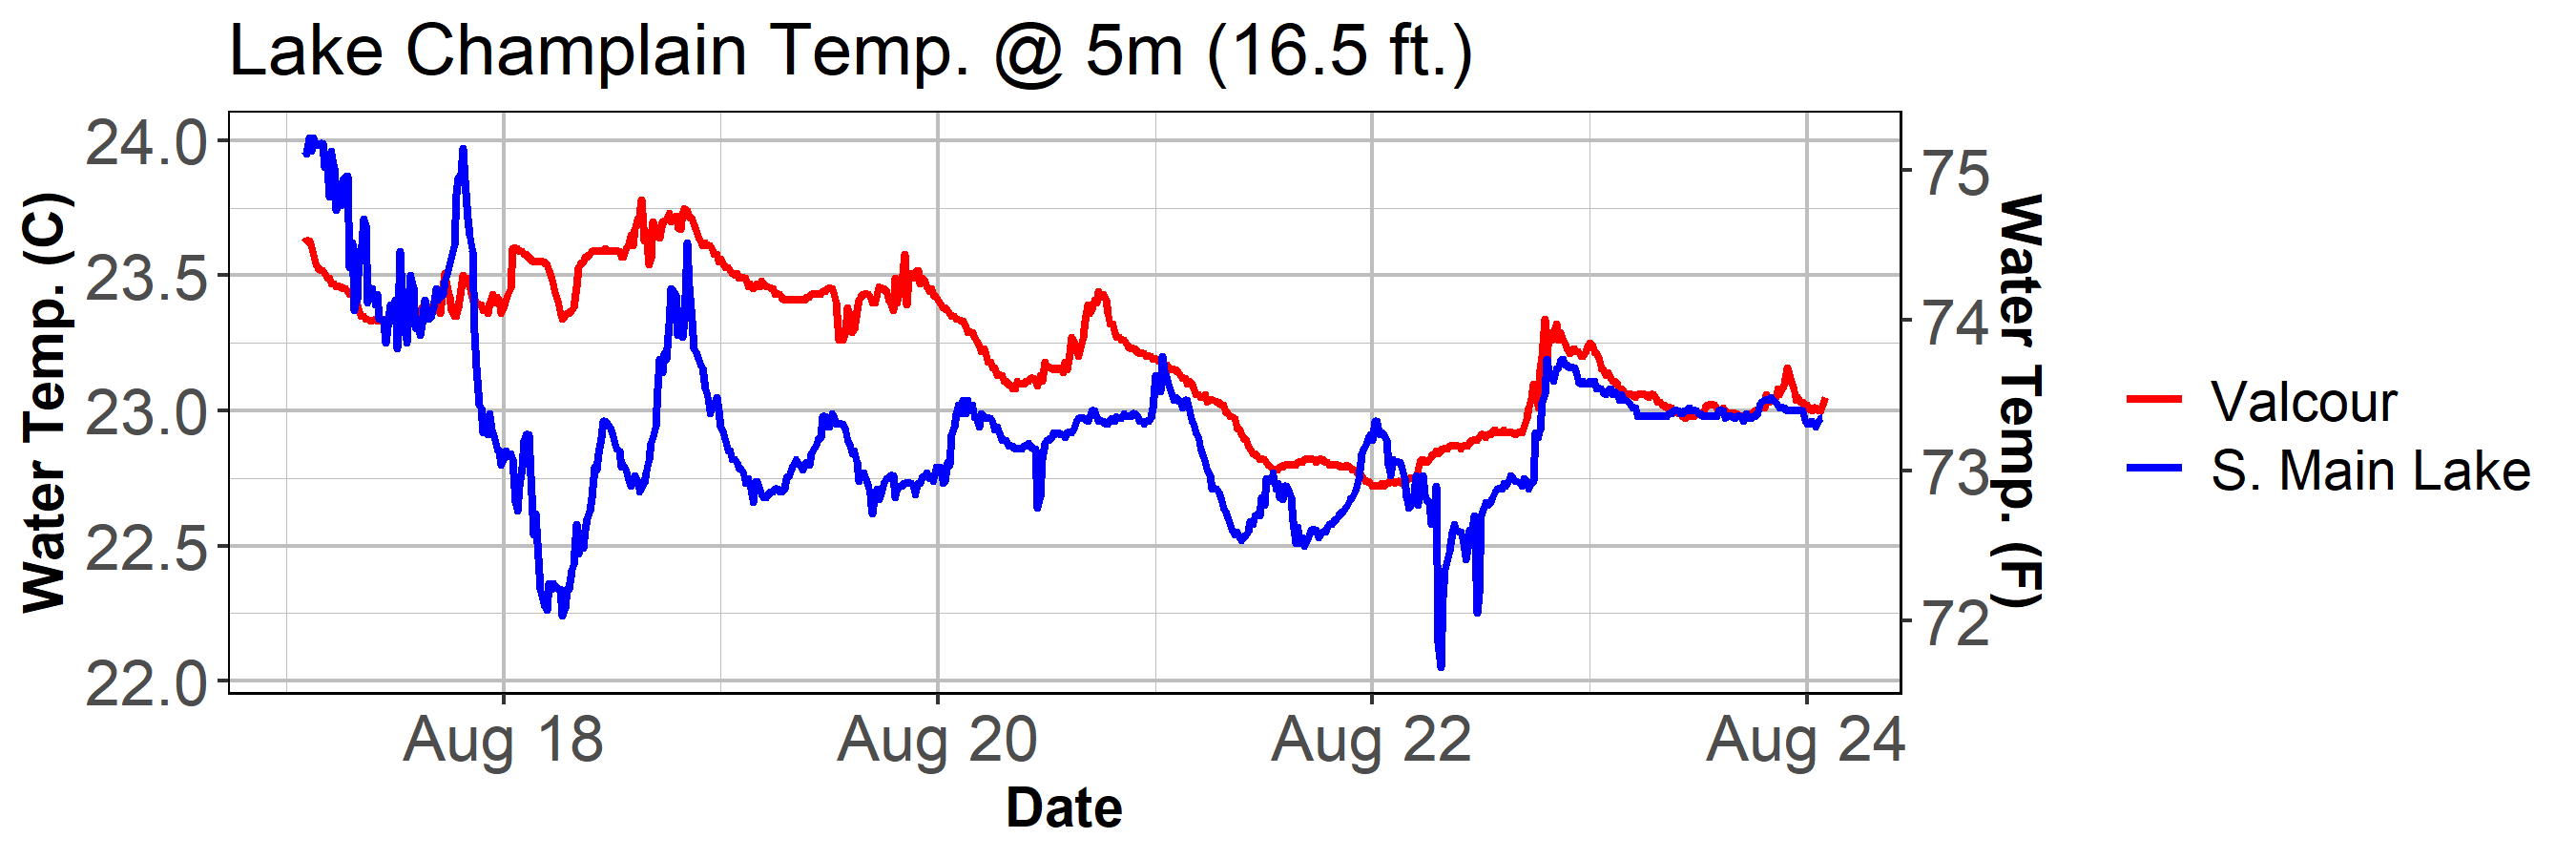 Lake Champlain Temp. @ 5m (16.5 ft.)
Water Temp. (C)
24.0
23.5
23.0
22.5
22.0
75
74
73
72
Water Temp. (F)
Aug 18
Aug 20
Aug 22
Aug 24
Date
Valcour
S. Main Lake